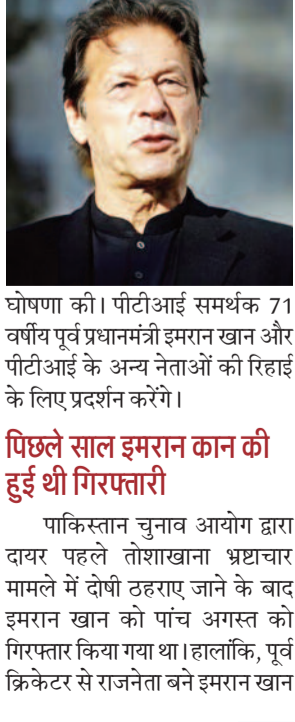 घोषणा की। पीटीआई समर्थक 71
वर्षीय पूर्व प्रधानमंत्री इमरान खान और
पीटीआई के अन्य नेताओं की रिहाई
के लिए प्रदर्शन करेंगे।
पिछले साल इमरान कान की
हुई थी गिरफ्तारी
पाकिस्तान चुनाव आयोग द्वारा
दायर पहले तोशाखाना भ्रष्टाचार
मामले में दोषी ठहराए जाने के बाद
इमरान खान को पांच अगस्त को
गिरफ्तार किया गया था।हालांकि, पूर्व
क्रिकेटर से राजनेता बने इमरान खान